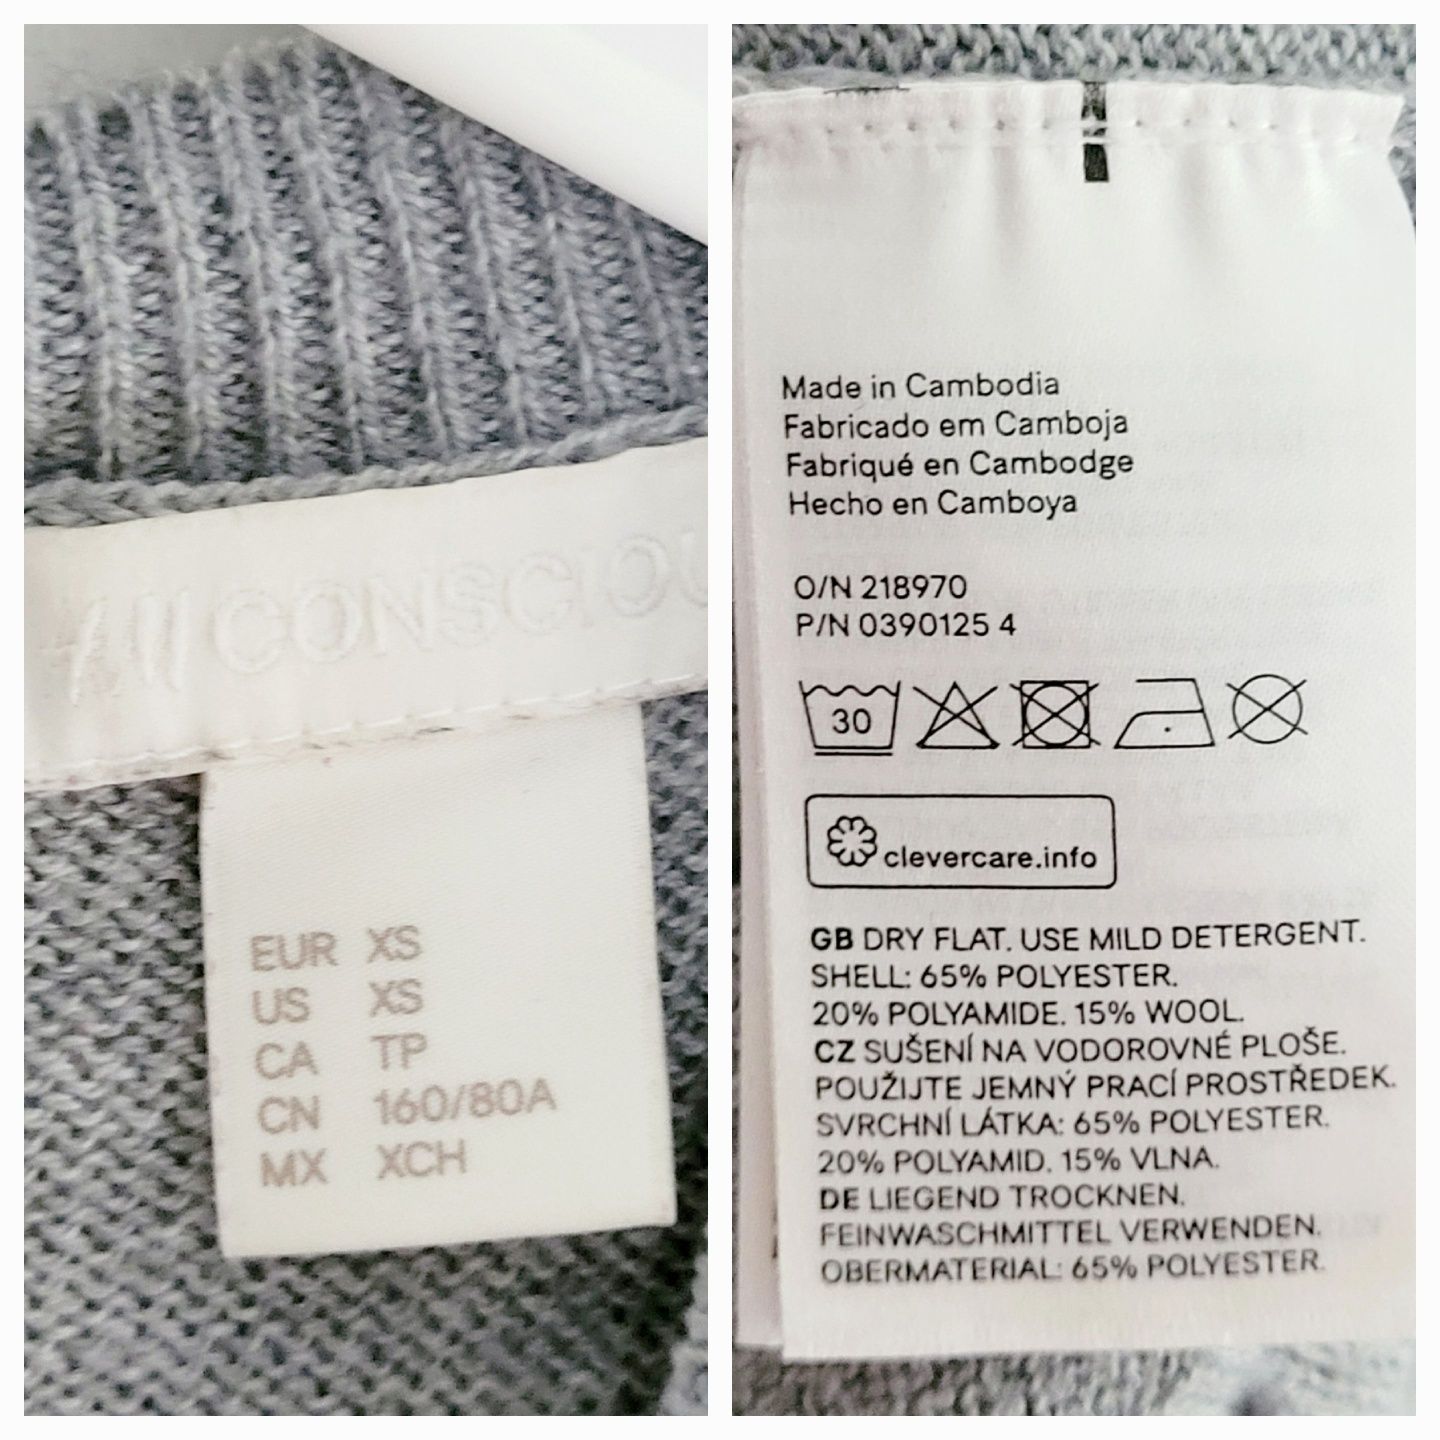 CONSCIOU
EUR XS
US XS
CA TP
CN 160/80A
MX XCH
Made in Cambodia
Fabricado em Camboja
Fabriqué en Cambodge
Hecho en Camboya
O/N 218970
P/N 0390125 4
30
clevercare.info
GB DRY FLAT. USE MILD DETERGENT.
SHELL: 65% POLYESTER.
20% POLYAMIDE. 15% WOOL.
CZ SUŠENÍ NA VODOROVNÉ PLOŠE.
POUŽIJTE JEMNÝ PRACÍ PROSTŘEDEK.
SVRCHNÍ LÁTKA: 65% POLYESTER.
20% POLYAMID. 15% VLNA.
DE LIEGEND TROCKNEN.
FEINWASCHMITTEL VERWENDEN.
OBERMATERIAL: 65% POLYESTER.